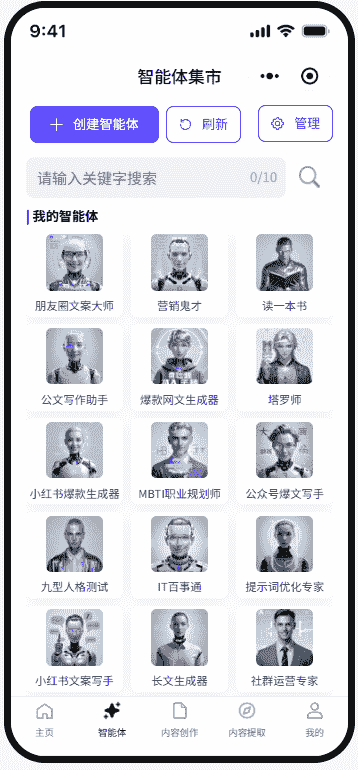 9:41
智能体集市
创建智能体
刷新
管理
请输入关键字搜索
0/10
我的智能体
朋友圈文案大师
营销鬼才
读一本书
公文写作助手
爆款网文生成器
塔罗师
小红书爆款生成器
MBTI职业规划师
公众号爆文写手
九型人格测试
IT百事通
提示词优化专家
小红书文案写手
长文生成器
社群运营专家
主页
智能体
内容创作
内容提取
我的